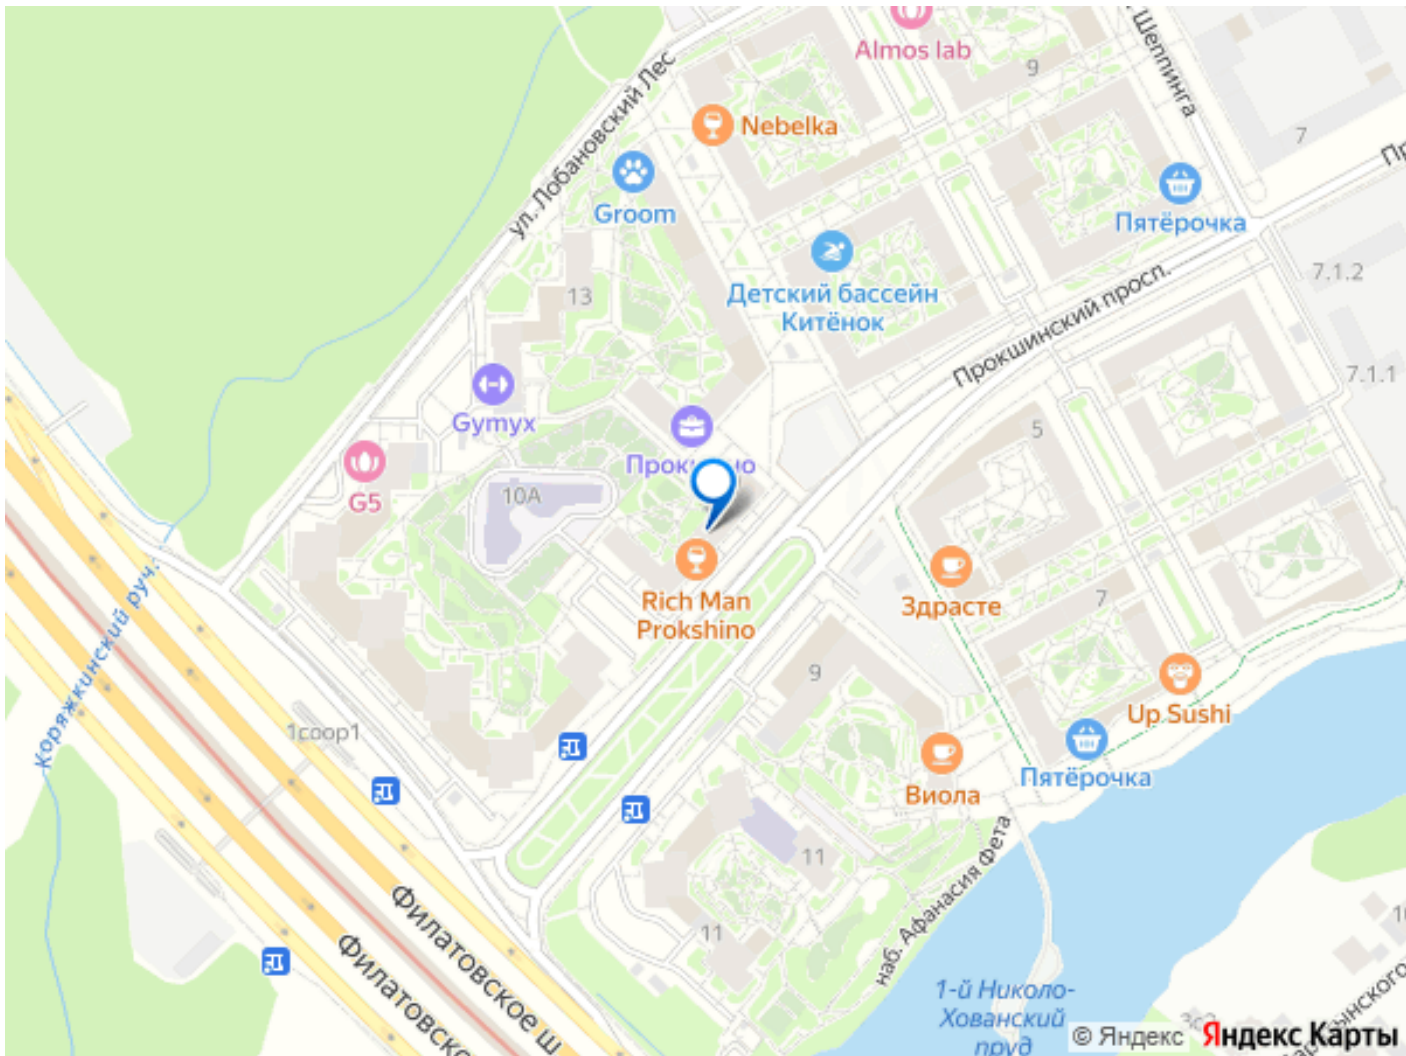 Шеппинга
Almos lab
9
ул. Лобановский Лес
Nebelka
7
Groom
Пятёрочка
Детский бассейн
Китёнок
7.1.2
13
Прокшинский просп.
7.1.1
Gymyx
5
G5
10А
Rich Man
Prokshino
Здрасте
7
Коряжкинский руч.
9
Up Sushi
1соор1
Пятёрочка
Виола
11
11
наб. Афанасия Фета
Филатовское ш
Филатовско
1-й Николо-
Хованский
пруд
© Яндекс Яндекс Карты